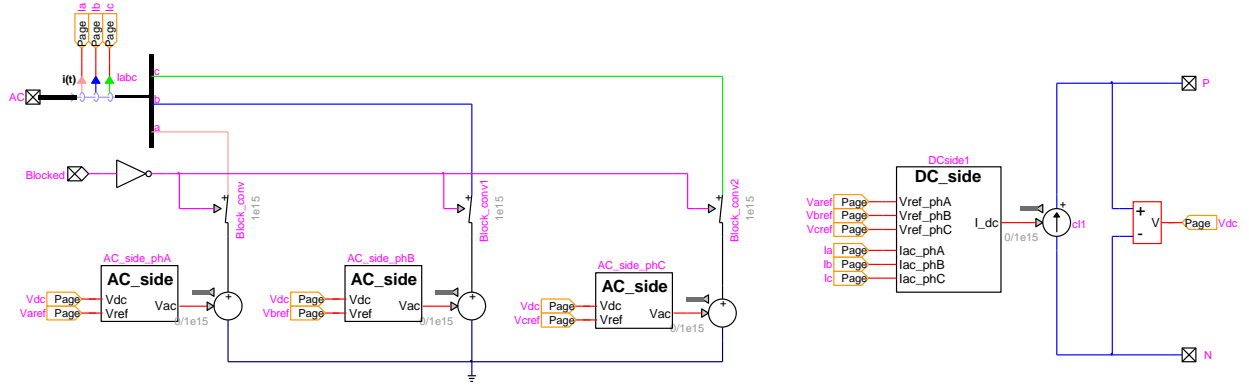 Ia Ib Ic
Page Page Page
i(t) Iabc
AC
c
b
a
Blocked
Block_conv
1e15
Block_conv1
1e15
Block_conv2
1e15
AC_side_phA
AC_side
Vdc Page Vdc
Varef Page Vref
Vac
0/1e15
+
AC_side_phB
AC_side
Vdc Page Vdc
Vbref Page Vref
Vac
0/1e15
+
AC_side_phC
AC_side
Vdc Page Vdc
Vcref Page Vref
Vac
0/1e15
+
DCside1
DC_side
Varef Page Vref_phA
Vbref Page Vref_phB
Vcref Page Vref_phC
Ia Page Iac_phA
Ib Page Iac_phB
Ic Page Iac_phC
I_dc
0/1e15
+
cI1
P
+
-
V
Page Vdc
N